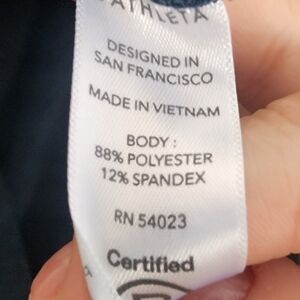 ATHLETA
DESIGNED IN
SAN FRANCISCO
MADE IN VIETNAM
BODY :
88% POLYESTER
12% SPANDEX
RN 54023
Certified